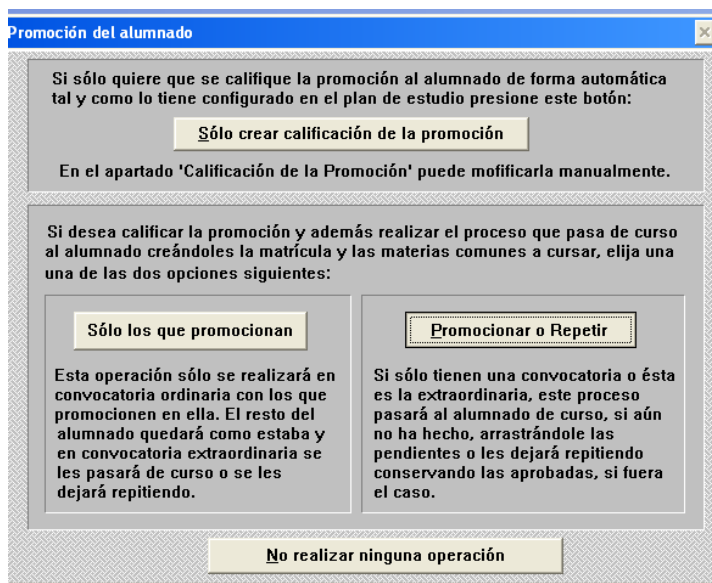 Promoción del alumnado
Si sólo quiere que se califique la promoción al alumnado de forma automática
tal y como lo tiene configurado en el plan de estudio presione este botón:
Sólo crear calificación de la promoción
En el apartado 'Calificación de la Promoción' puede mofificarla manualmente.
Si desea calificar la promoción y además realizar el proceso que pasa de curso
al alumnado creándoles la matrícula y las materias comunes a cursar, elija una
una de las dos opciones siguientes:
Sólo los que promocionan
Esta operación sólo se realizará en
convocatoria ordinaria con los que
promocionen en ella. El resto del
alumnado quedará como estaba y
en convocatoria extraordinaria se
les pasará de curso o se les
dejará repitiendo.
Promocionar o Repetir
Si sólo tienen una convocatoria o ésta
es la extraordinaria, este proceso
pasará al alumnado de curso, si aún
no ha hecho, arrastrándole las
pendientes o les dejará repitiendo
conservando las aprobadas, si fuera
el caso.
No realizar ninguna operación